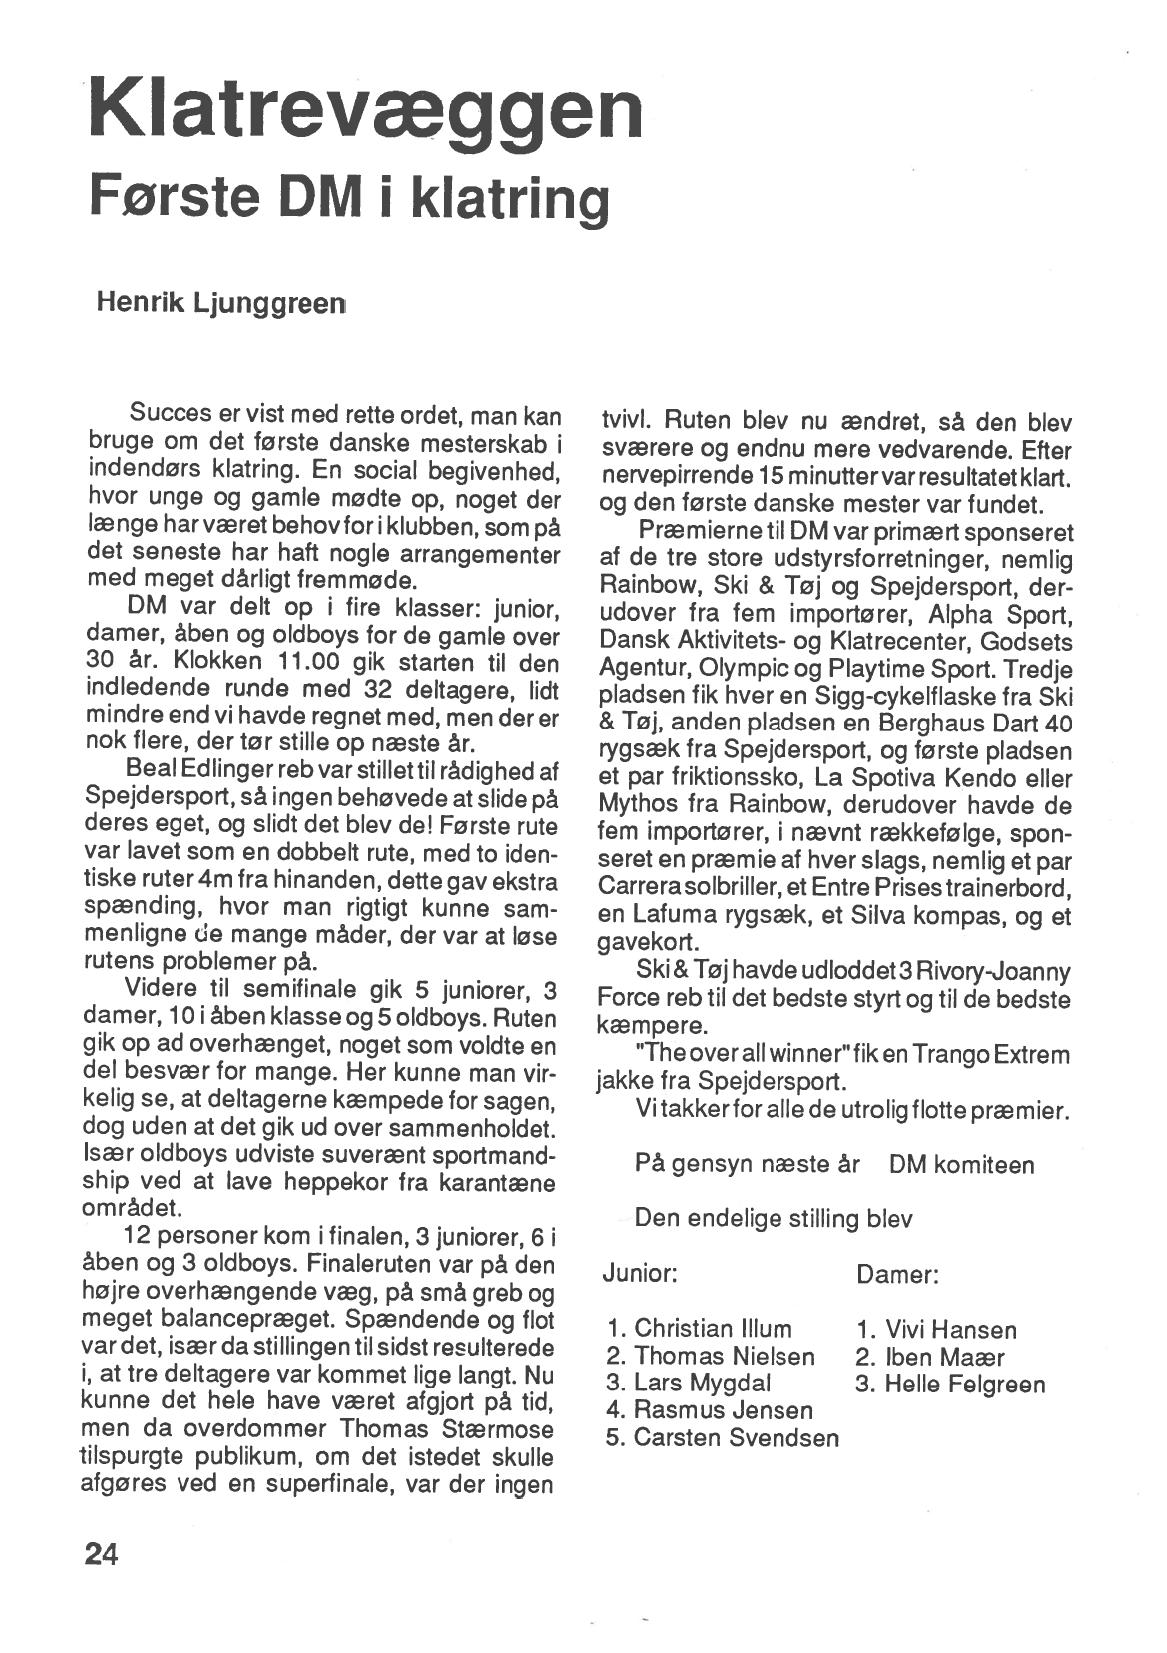 Klatrevæggen
Første DM i klatring
Henrik Ljunggreen
Succes er vist med rette ordet, man kan
bruge om det første danske mesterskab i
indendørs klatring. En social begivenhed,
hvor unge og gamle mødte op, noget der
længe har været behov for i klubben, som på
det seneste har haft nogle arrangementer
med meget dårligt fremmøde.
DM var delt op i fire klasser: junior,
damer, åben og oldboys for de gamle over
30 år. Klokken 11.00 gik starten til den
indledende runde med 32 deltagere, lidt
mindre end vi havde regnet med, men der er
nok flere, der tør stille op næste år.
Beal Edlinger reb var stillet til rådighed af
Spejdersport, så ingen behøvede at slide på
deres eget, og slidt det blev de! Første rute
var lavet som en dobbelt rute, med to iden-
tiske ruter 4m fra hinanden, dette gav ekstra
spænding, hvor man rigtigt kunne sam-
menligne de mange måder, der var at løse
rutens problemer på.
Videre til semifinale gik 5 juniorer, 3
damer, 10 i åben klasse og 5 oldboys. Ruten
gik op ad overhænget, noget som voldte en
del besvær for mange. Her kunne man vir-
kelig se, at deltagerne kæmpede for sagen,
dog uden at det gik ud over sammenholdet.
Især oldboys udviste suverænt sportmand-
ship ved at lave heppekor fra karantæne
området.
12 personer kom i finalen, 3 juniorer, 6 i
åben og 3 oldboys. Finaleruten var på den
højre overhængende væg, på små greb og
meget balancepræget. Spændende og flot
var det, især da stillingen til sidst resulterede
i, at tre deltagere var kommet lige langt. Nu
kunne det hele have været afgjort på tid,
men da overdommer Thomas Stærmose
tilspurgte publikum, om det istedet skulle
afgøres ved en superfinale, var der ingen
tvivl. Ruten blev nu ændret, så den blev
sværere og endnu mere vedvarende. Efter
nervepirrende 15 minutter var resultatet klart.
og den første danske mester var fundet.
Præmierne til DM var primært sponseret
af de tre store udstyrsforretninger, nemlig
Rainbow, Ski & Tøj og Spejdersport, der-
udover fra fem importører, Alpha Sport,
Dansk Aktivitets- og Klatrecenter, Godsets
Agentur, Olympic og Playtime Sport. Tredje
pladsen fik hver en Sigg-cykelflaske fra Ski
& Tøj, anden pladsen en Berghaus Dart 40
rygsæk fra Spejdersport, og første pladsen
et par friktionssko, La Spotiva Kendo eller
Mythos fra Rainbow, derudover havde de
fem importører, i nævnt rækkefølge, spon-
seret en præmie af hver slags, nemlig et par
Carrera solbriller, et Entre Prises trainerbord,
en Lafuma rygsæk, et Silva kompas, og et
gavekort.
Ski & Tøj havde udloddet 3 Rivory-Joanny
Force reb til det bedste styrt og til de bedste
kæmpere.
"The over all winner" fik en Trango Extrem
jakke fra Spejdersport.
Vi takker for alle de utrolig flotte præmier.
På gensyn næste år DM komiteen
Den endelige stilling blev
Junior:
1. Christian Illum
2. Thomas Nielsen
3. Lars Mygdal
4. Rasmus Jensen
5. Carsten Svendsen
Damer:
1. Vivi Hansen
2. Iben Maær
3. Helle Felgreen
24